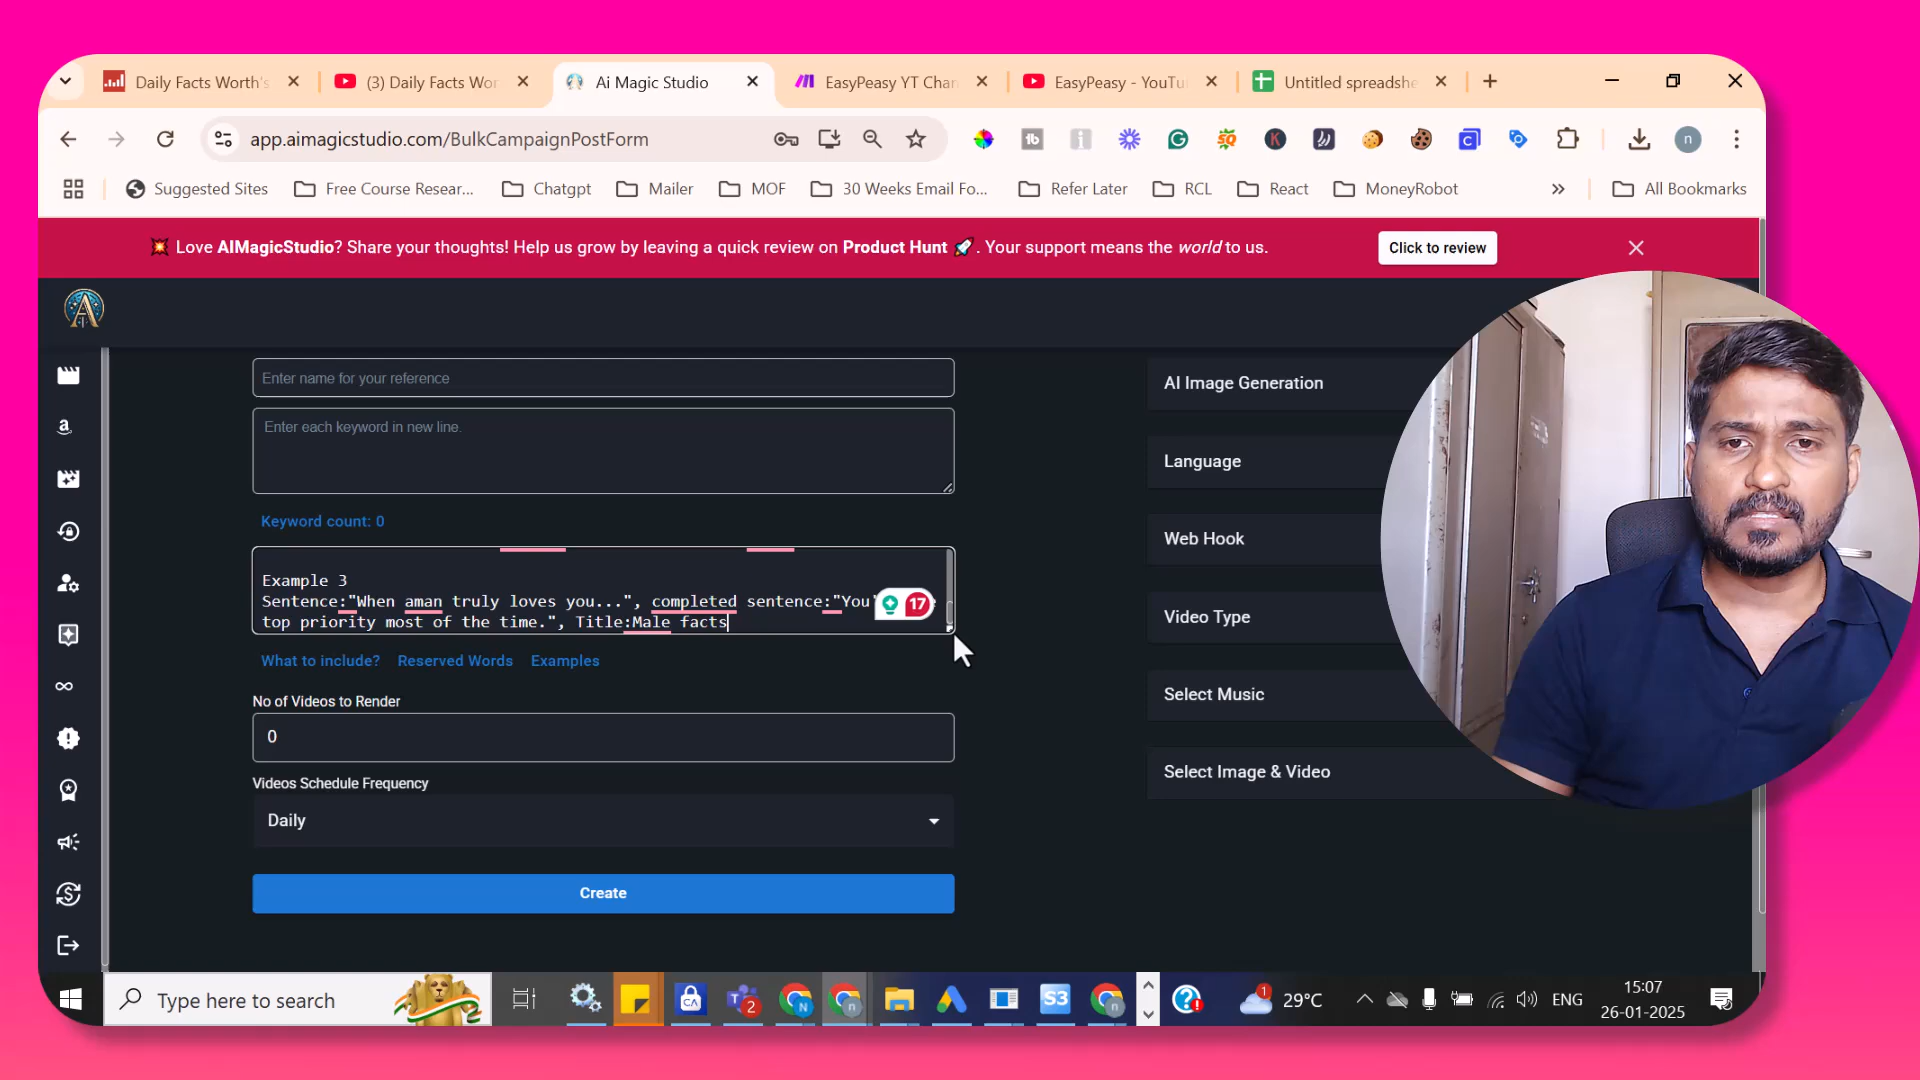 Daily Facts Worth's
(3) Daily Facts Wor
Ai Magic Studio
EasyPeasy YT Chan
EasyPeasy - YouTu
Untitled spreadshe
app.aimagicstudio.com/BulkCampaignPostForm
n
Suggested Sites
Free Course Resear...
Chatgpt
Mailer
MOF
30 Weeks Email Fo...
Refer Later
RCL
React
MoneyRobot
All Bookmarks
Love AIMagicStudio? Share your thoughts! Help us grow by leaving a quick review on Product Hunt. Your support means the world to us.
Click to review
Enter name for your reference
Enter each keyword in new line.
Keyword count: 0
Example 3
Sentence:"When aman truly loves you...", completed sentence:"You'
17
top priority most of the time.", Title:Male facts
What to include?
Reserved Words
Examples
No of Videos to Render
0
Videos Schedule Frequency
Daily
Create
AI Image Generation
Language
Web Hook
Video Type
Select Music
Select Image & Video
Type here to search
CA
2
N
n
S3
n
1
29°C
ENG
15:07
26-01-2025